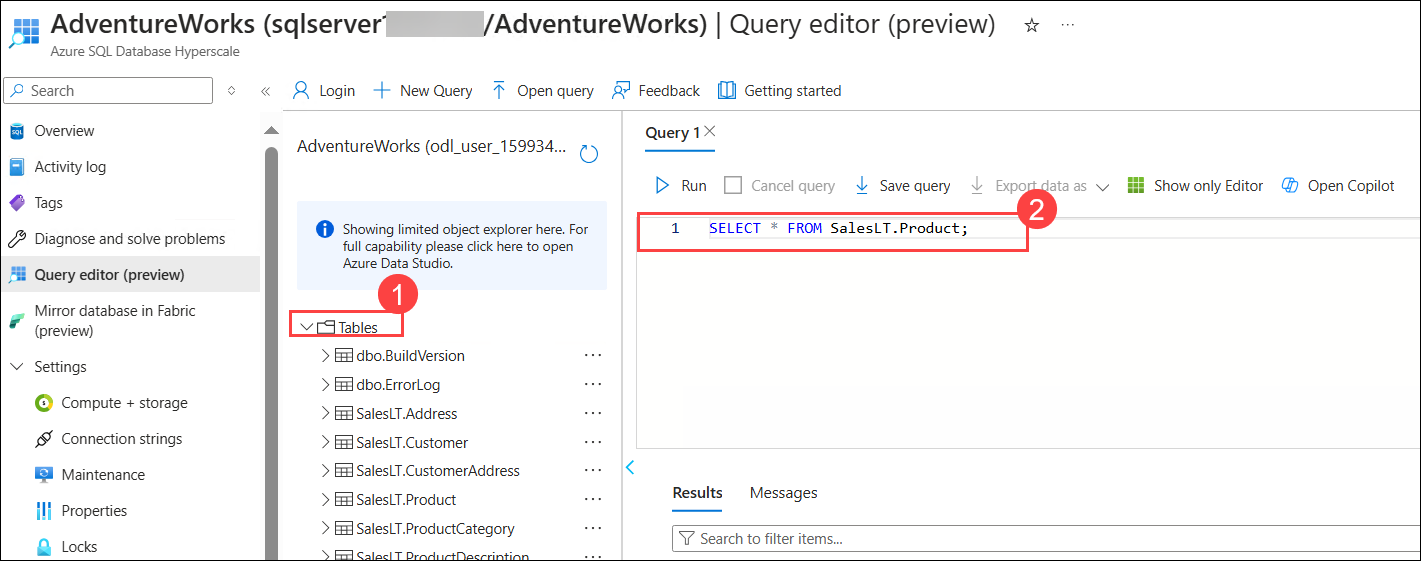 AdventureWorks (sqlserver1 /AdventureWorks) | Query editor (preview)
Azure SQL Database Hyperscale
Search
Login
New Query
Open query
Feedback
Getting started
Overview
Activity log
Tags
Diagnose and solve problems
Query editor (preview)
Mirror database in Fabric
(preview)
Settings
Compute + storage
Connection strings
Maintenance
Properties
Locks
AdventureWorks (odl_user_159934...
Showing limited object explorer here. For
full capability please click here to open
Azure Data Studio.
1
Tables
dbo.BuildVersion
dbo.ErrorLog
SalesLT.Address
SalesLT.Customer
SalesLT.CustomerAddress
SalesLT.Product
SalesLT.ProductCategory
SalesLT.ProductDescription
Query 1
Run
Cancel query
Save query
Export data as
Show only Editor
Open Copilot
2
1 SELECT * FROM SalesLT.Product;
Results
Messages
Search to filter items...